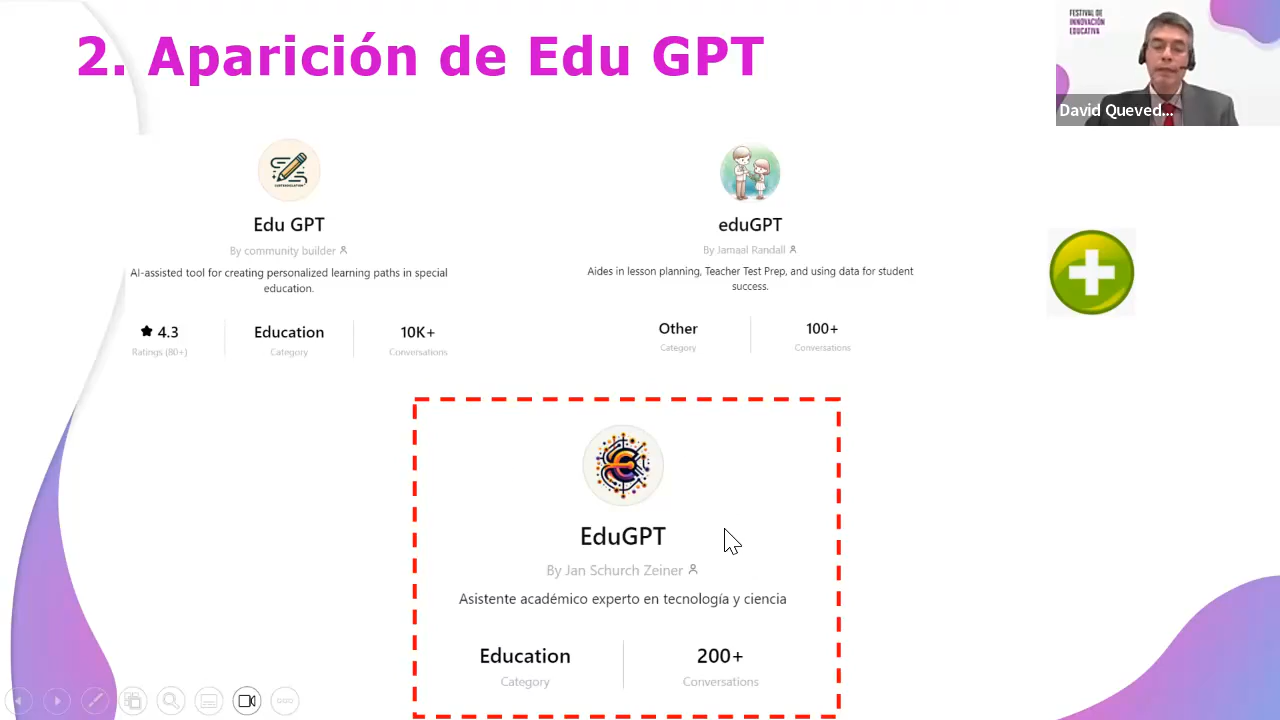 2. Aparición de Edu GPT
FESTIVAL DE
INNOVACIÓN
EDUCATIVA
David Queved...
Edu GPT
By community builder
AI-assisted tool for creating personalized learning paths in special
education.
4.3
Ratings (80+)
Education
Category
10K+
Conversations
eduGPT
By Jamaal Randall
Aides in lesson planning, Teacher Test Prep, and using data for student
success.
Other
Category
100+
Conversations
EduGPT
By Jan Schurch Zeiner
Asistente académico experto en tecnología y ciencia
Education
Category
200+
Conversations